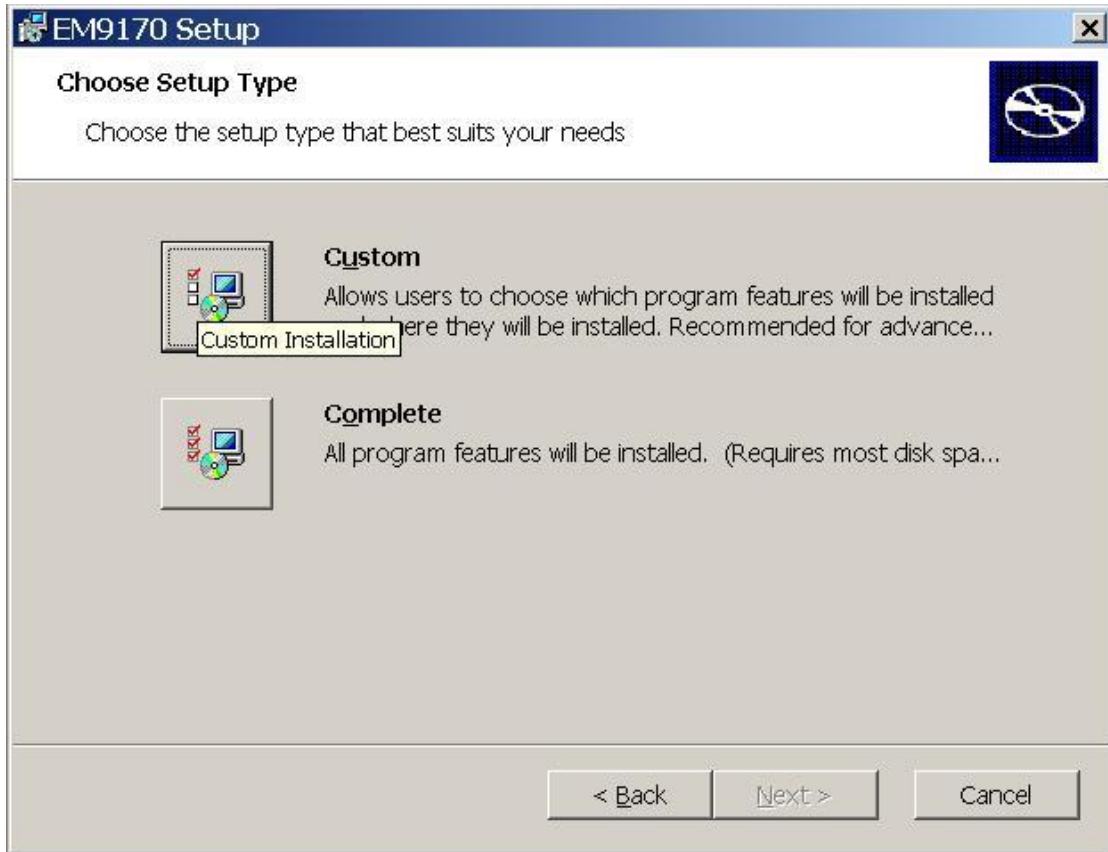 EM9170 Setup
Choose Setup Type
Choose the setup type that best suits your needs
Custom
Allows users to choose which program features will be installed
here they will be installed. Recommended for advance...
Custom Installation
Complete
All program features will be installed. (Requires most disk spa...
< Back
Next >
Cancel